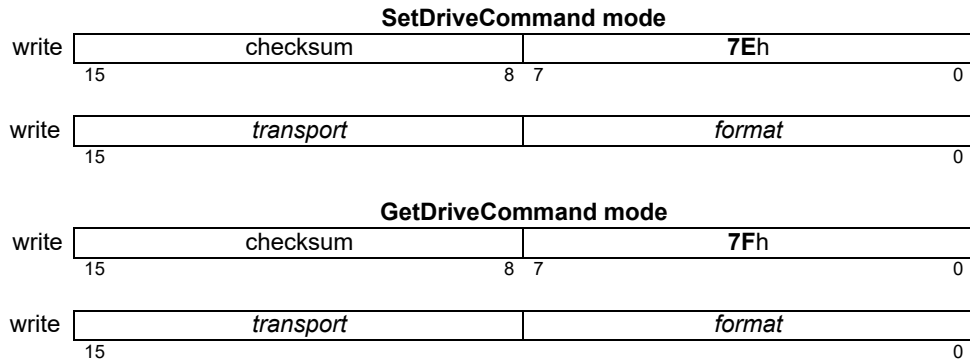 SetDriveCommand mode
write checksum 7Eh
15 8 7 0
write transport format
15 0
GetDriveCommand mode
write checksum 7Fh
15 8 7 0
write transport format
15 0